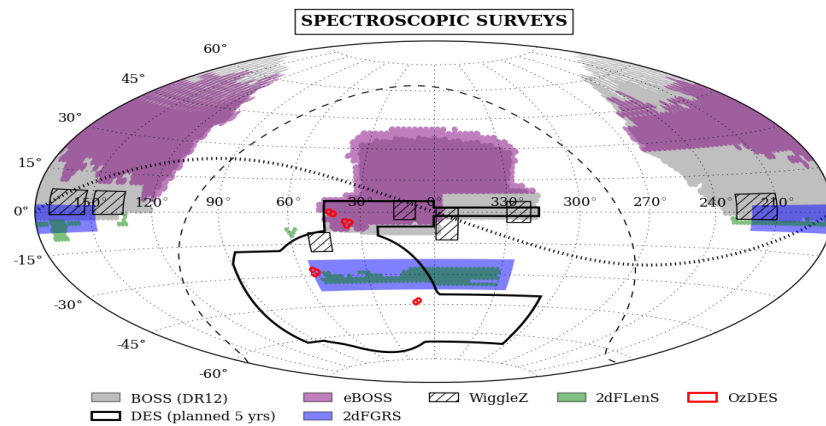 SPECTROSCOPIC SURVEYS
60°
45°
30°
15°
0°
150° 120° 90° 60° 30° 0° 330° 300° 270° 240° 210°
-15°
-30°
-45°
-60°
BOSS (DR12) eBOSS WiggleZ 2dFLenS OzDES
DES (planned 5 yrs) 2dFGRS